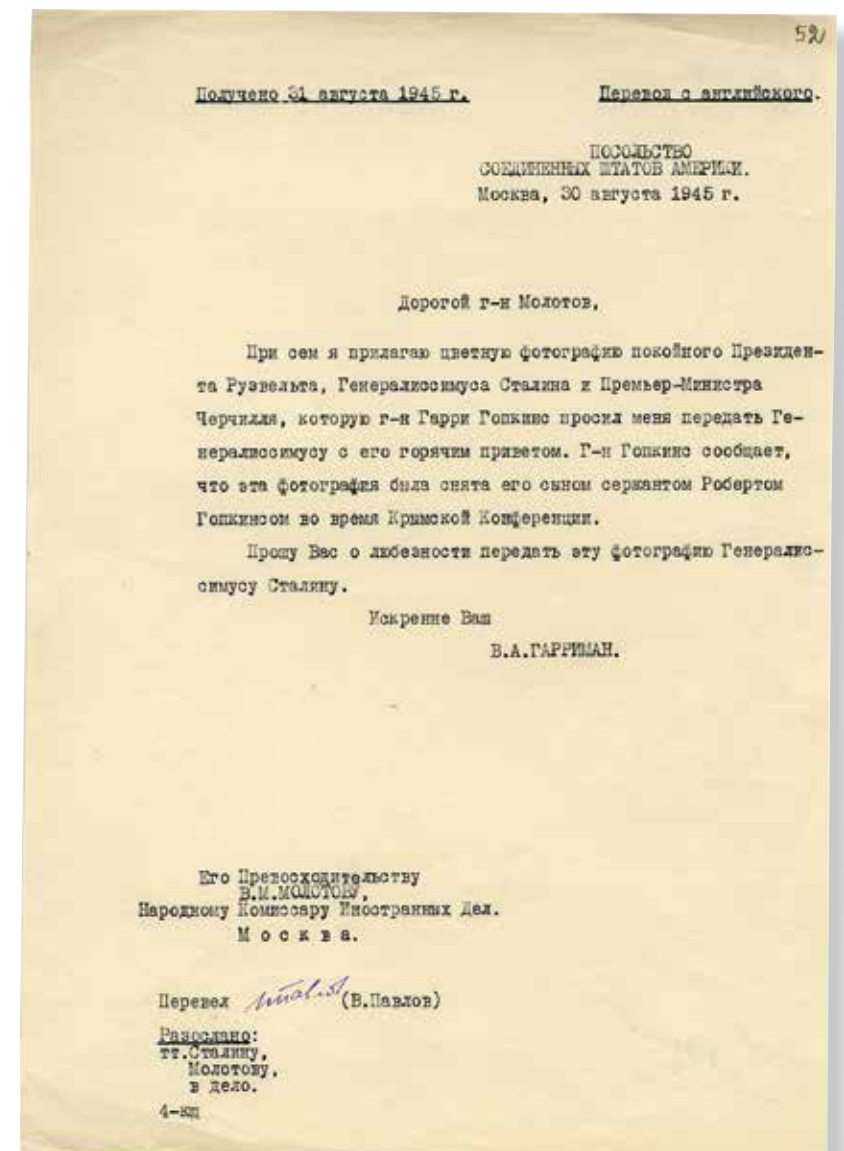 52
Получено 31 августа 1945 г. Перевод с английского.
ПОСОЛЬСТВО
СОЕДИНЕННЫХ ШТАТОВ АМЕРИКИ.
Москва, 30 августа 1945 г.
Дорогой г-н Молотов,
При сем я прилагаю цветную фотографию покойного Президен-
та Рузвельта, Генералиссимуса Сталина и Премьер-Министра
Черчилля, которую г-н Гарри Гопкинс просил меня передать Ге-
нералиссимусу с его горячим приветом. Г-н Гопкинс сообщает,
что эта фотография была снята его сыном сержантом Робертом
Гопкинсом во время Крымской Конференции.
Прошу Вас о любезности передать эту фотографию Генералис-
симусу Сталину.
Искренне Ваш
В.А.ГАРРИМАН.
Его Превосходительству
В.М.МОЛОТОВУ,
Народному Комиссару Иностранных Дел.
Москва.
Перевел (В.Павлов)
Разослано:
тт.Сталину,
Молотову,
в дело.